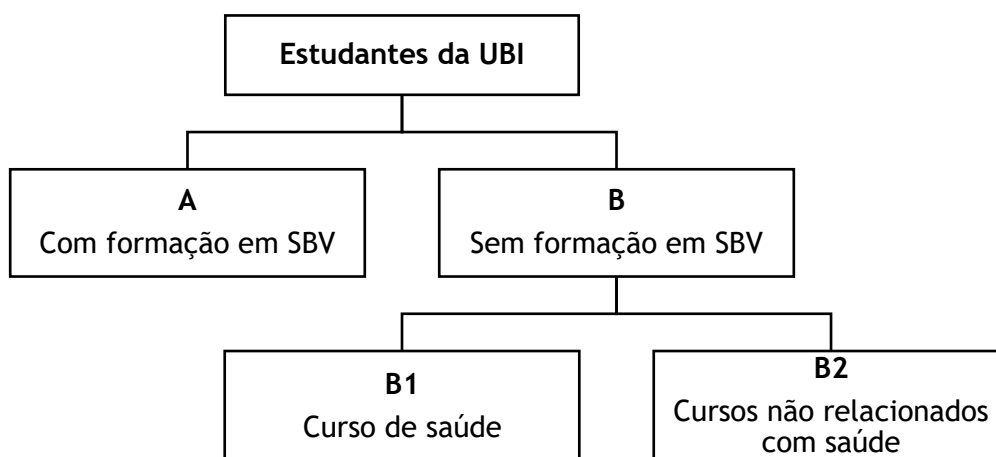 Estudantes da UBI
A
Com formação em SBV
B
Sem formação em SBV
B1
Curso de saúde
B2
Cursos não relacionados
com saúde